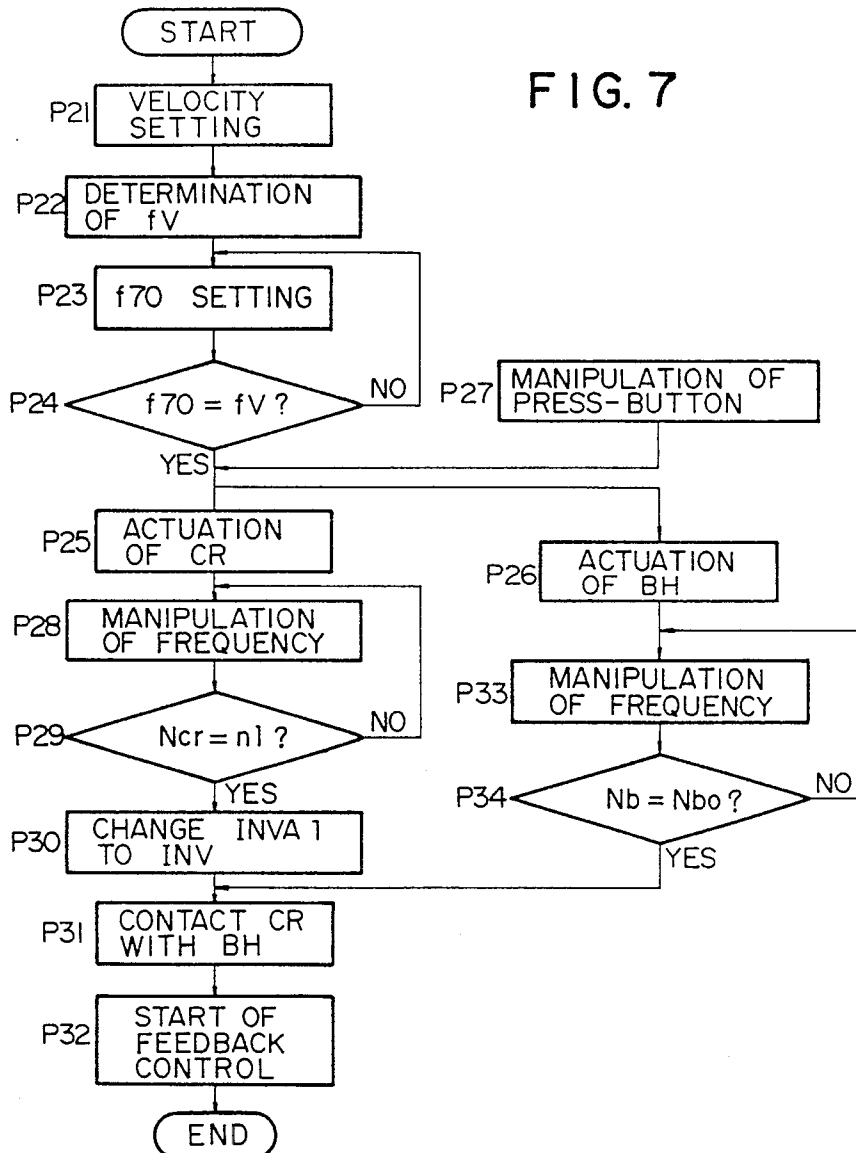 START
FIG. 7
P21
VELOCITY
SETTING
P22
DETERMINATION
OF fV
P23
f70 SETTING
P24
f70 = fV ?
NO
YES
P27
MANIPULATION OF
PRESS-BUTTON
P25
ACTUATION
OF CR
P26
ACTUATION
OF BH
P28
MANIPULATION
OF FREQUENCY
P33
MANIPULATION
OF FREQUENCY
P29
Ncr = n1 ?
NO
YES
P34
Nb = Nbo ?
NO
YES
P30
CHANGE INVA 1
TO INV
P31
CONTACT CR
WITH BH
P32
START OF
FEEDBACK
CONTROL
END